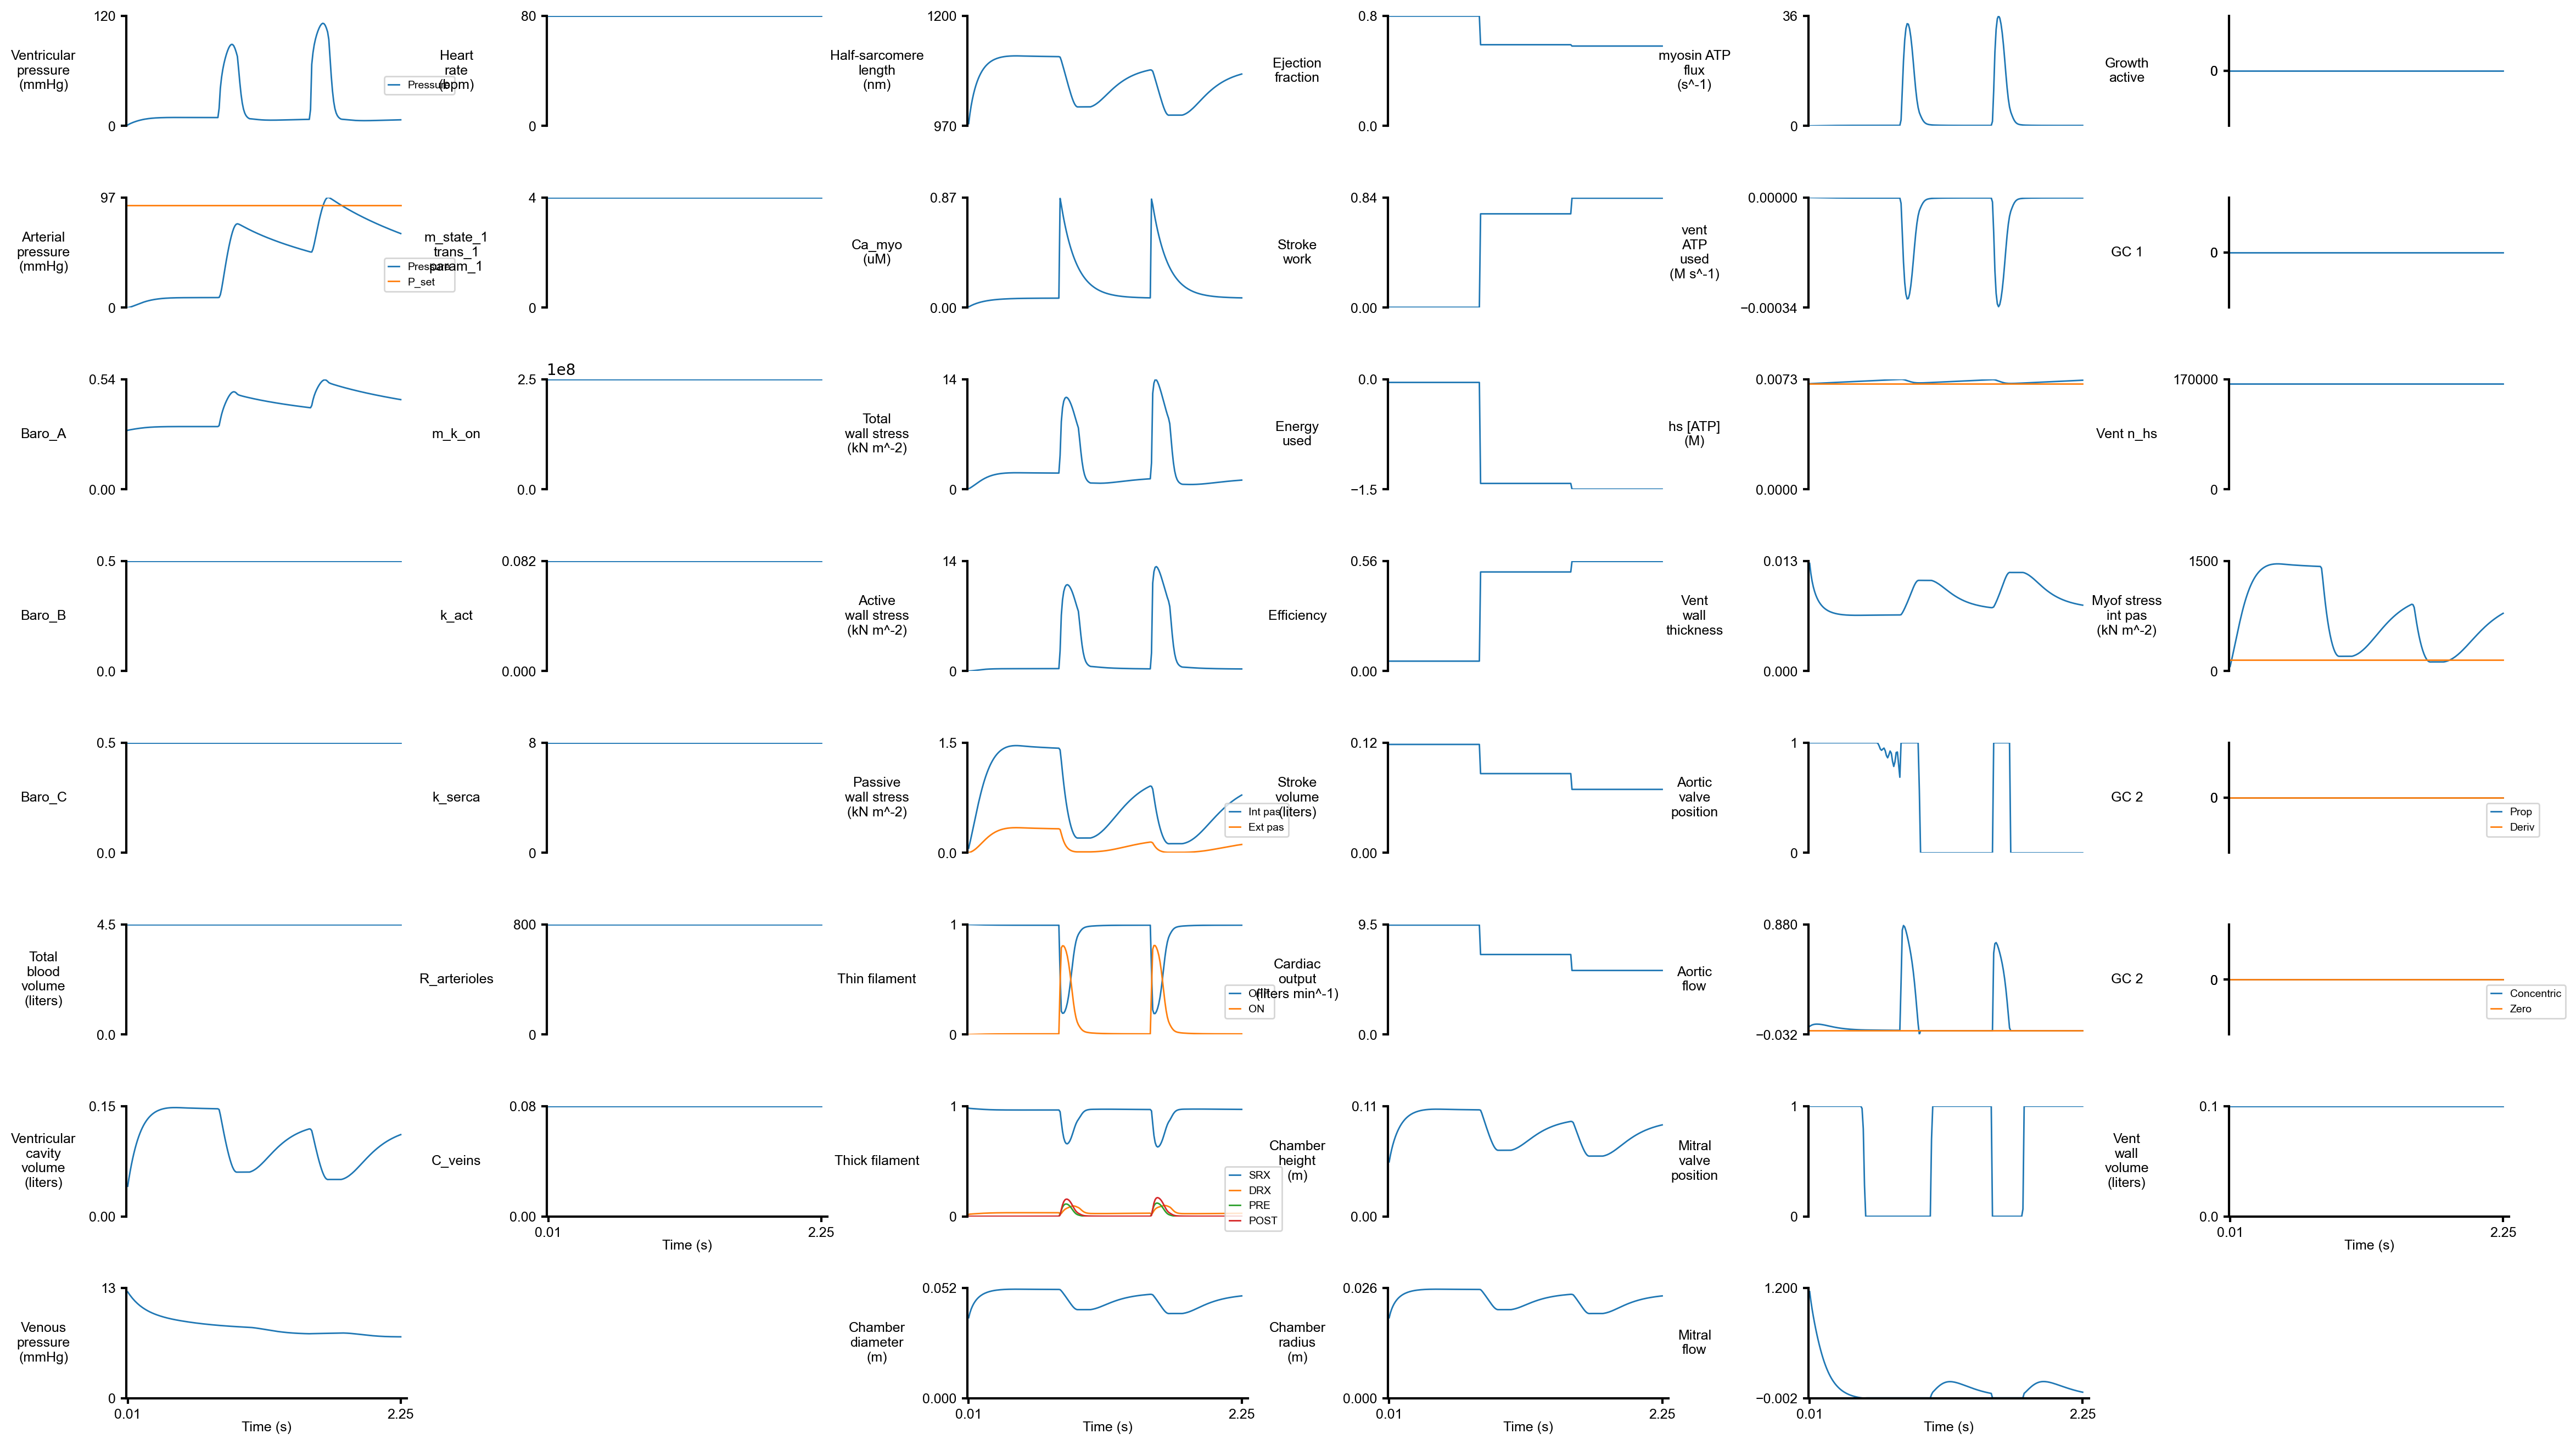 120
Ventricular
pressure
(mmHg)
0
Pressure
80
Heart
rate
(bpm)
0
1200
Half-sarcomere
length
(nm)
970
0.8
Ejection
fraction
0.0
36
myosin ATP
flux
(s^-1)
0
Growth
active
0
97
Arterial
pressure
(mmHg)
0
Pressure
P_set
4
m_state_1
trans_1
param_1
0
0.87
Ca_myo
(uM)
0.00
0.84
Stroke
work
0.00
0.00000
vent
ATP
used
(M s^-1)
−0.00034
GC 1
0
0.54
Baro_A
0.00
1e8
2.5
m_k_on
0.0
14
Total
wall stress
(kN m^-2)
0
0.0
Energy
used
−1.5
0.0073
hs [ATP]
(M)
0.0000
170000
Vent n_hs
0
0.5
Baro_B
0.0
0.082
k_act
0.000
14
Active
wall stress
(kN m^-2)
0
0.56
Efficiency
0.00
0.013
Vent
wall
thickness
0.000
1500
Myof stress
int pas
(kN m^-2)
0
0.5
Baro_C
0.0
8
k_serca
0
1.5
Passive
wall stress
(kN m^-2)
0.0
Int pas
Ext pas
0.12
Stroke
volume
(liters)
0.00
1
Aortic
valve
position
0
GC 2
0
Prop
Deriv
4.5
Total
blood
volume
(liters)
0.0
800
R_arterioles
0
1
Thin filament
0
ON
9.5
Cardiac
output
(liters min^-1)
0.0
0.880
Aortic
flow
−0.032
GC 2
0
Concentric
Zero
0.15
Ventricular
cavity
volume
(liters)
0.00
0.08
C_veins
0.00
0.01
2.25
Time (s)
1
Thick filament
0
SRX
DRX
PRE
POST
0.11
Chamber
height
(m)
0.00
1
Mitral
valve
position
0
0.1
Vent
wall
volume
(liters)
0.0
0.01
2.25
Time (s)
13
Venous
pressure
(mmHg)
0
0.01
2.25
Time (s)
0.052
Chamber
diameter
(m)
0.000
0.01
2.25
Time (s)
0.026
Chamber
radius
(m)
0.000
0.01
2.25
Time (s)
1.200
Mitral
flow
−0.002
0.01
2.25
Time (s)